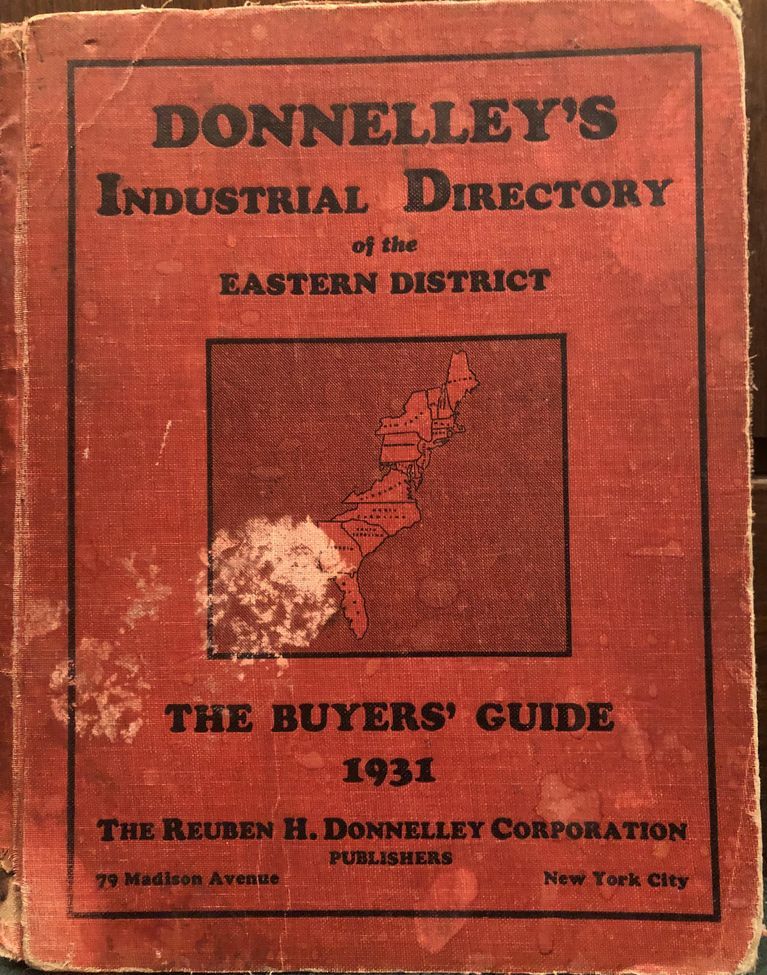 DONNELLEY'S
INDUSTRIAL DIRECTORY
of the
EASTERN DISTRICT
THE BUYERS' GUIDE
1931
THE REUBEN H. DONNELLEY CORPORATION
PUBLISHERS
79 Madison Avenue New York City